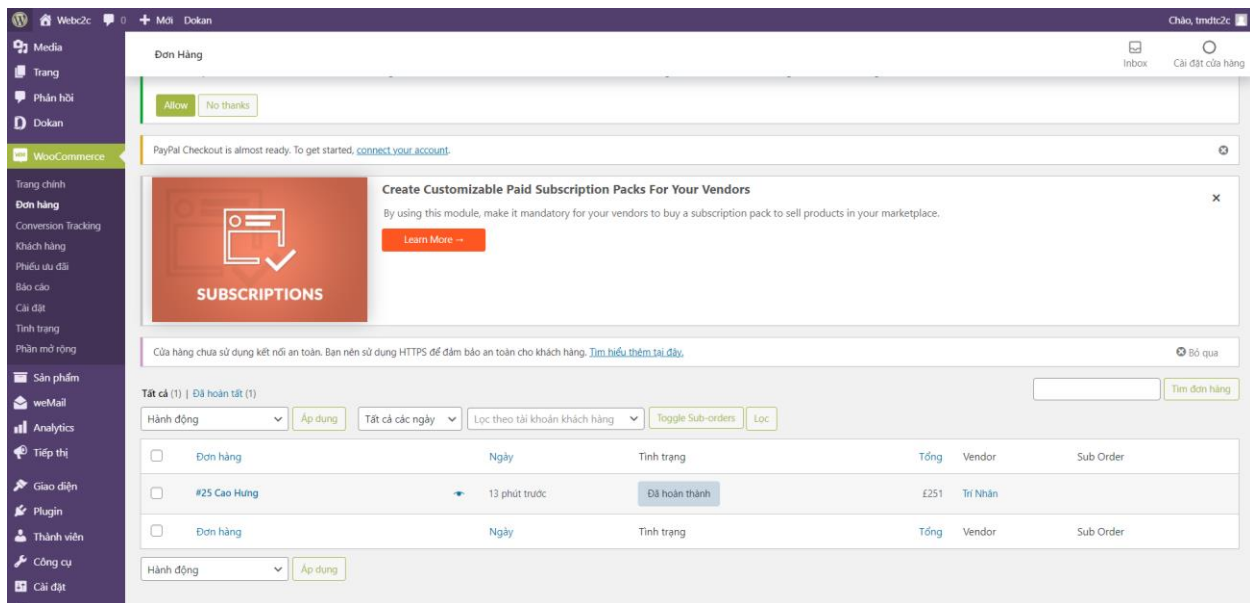 Webc2c 0 Mới Dokan Chào, tmdtc2c
Media
Trang
Phản hồi
Dokan
WooCommerce
Trang chính
Đơn hàng
Conversion Tracking
Khách hàng
Phiếu ưu đãi
Báo cáo
Cài đặt
Tình trạng
Phần mở rộng
Sản phẩm
weMail
Analytics
Tiếp thị
Giao diện
Plugin
Thành viên
Công cụ
Cài đặt
Đơn Hàng
Inbox Cài đặt cửa hàng
Allow No thanks
PayPal Checkout is almost ready. To get started, connect your account.
SUBSCRIPTIONS
Create Customizable Paid Subscription Packs For Your Vendors
By using this module, make it mandatory for your vendors to buy a subscription pack to sell products in your marketplace.
Learn More →
Cửa hàng chưa sử dụng kết nối an toàn. Bạn nên sử dụng HTTPS để đảm bảo an toàn cho khách hàng. Tìm hiểu thêm tại đây. Bỏ qua
Tất cả (1) | Đã hoàn tất (1) Tìm đơn hàng
Hành động Áp dụng Tất cả các ngày Lọc theo tài khoản khách hàng Toggle Sub-orders Lọc
Đơn hàng Ngày Tình trạng Tổng Vendor Sub Order
#25 Cao Hưng 13 phút trước Đã hoàn thành £251 Trí Nhân
Đơn hàng Ngày Tình trạng Tổng Vendor Sub Order
Hành động Áp dụng